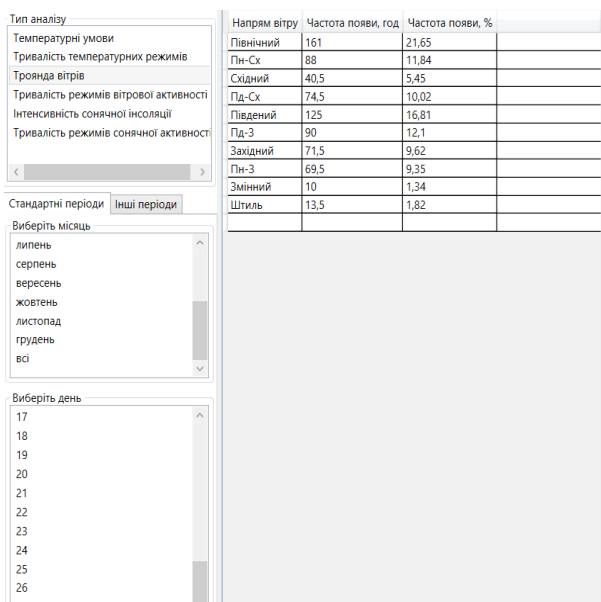 Тип аналізу
Температурні умови
Тривалість температурних режимів
Троянда вітрів
Тривалість режимів вітрової активності
Інтенсивність сонячної інсоляції
Тривалість режимів сонячної активності
Стандартні періоди Інші періоди
Виберіть місяць
липень
серпень
вересень
жовтень
листопад
грудень
всі
Виберіть день
17
18
19
20
21
22
23
24
25
26
Напрям вітру Частота появи, год Частота появи, %
Північний 161 21,65
Пн-Сх 88 11,84
Східний 40,5 5,45
Пд-Сх 74,5 10,02
Південий 125 16,81
Пд-З 90 12,1
Західний 71,5 9,62
Пн-З 69,5 9,35
Змінний 10 1,34
Штиль 13,5 1,82